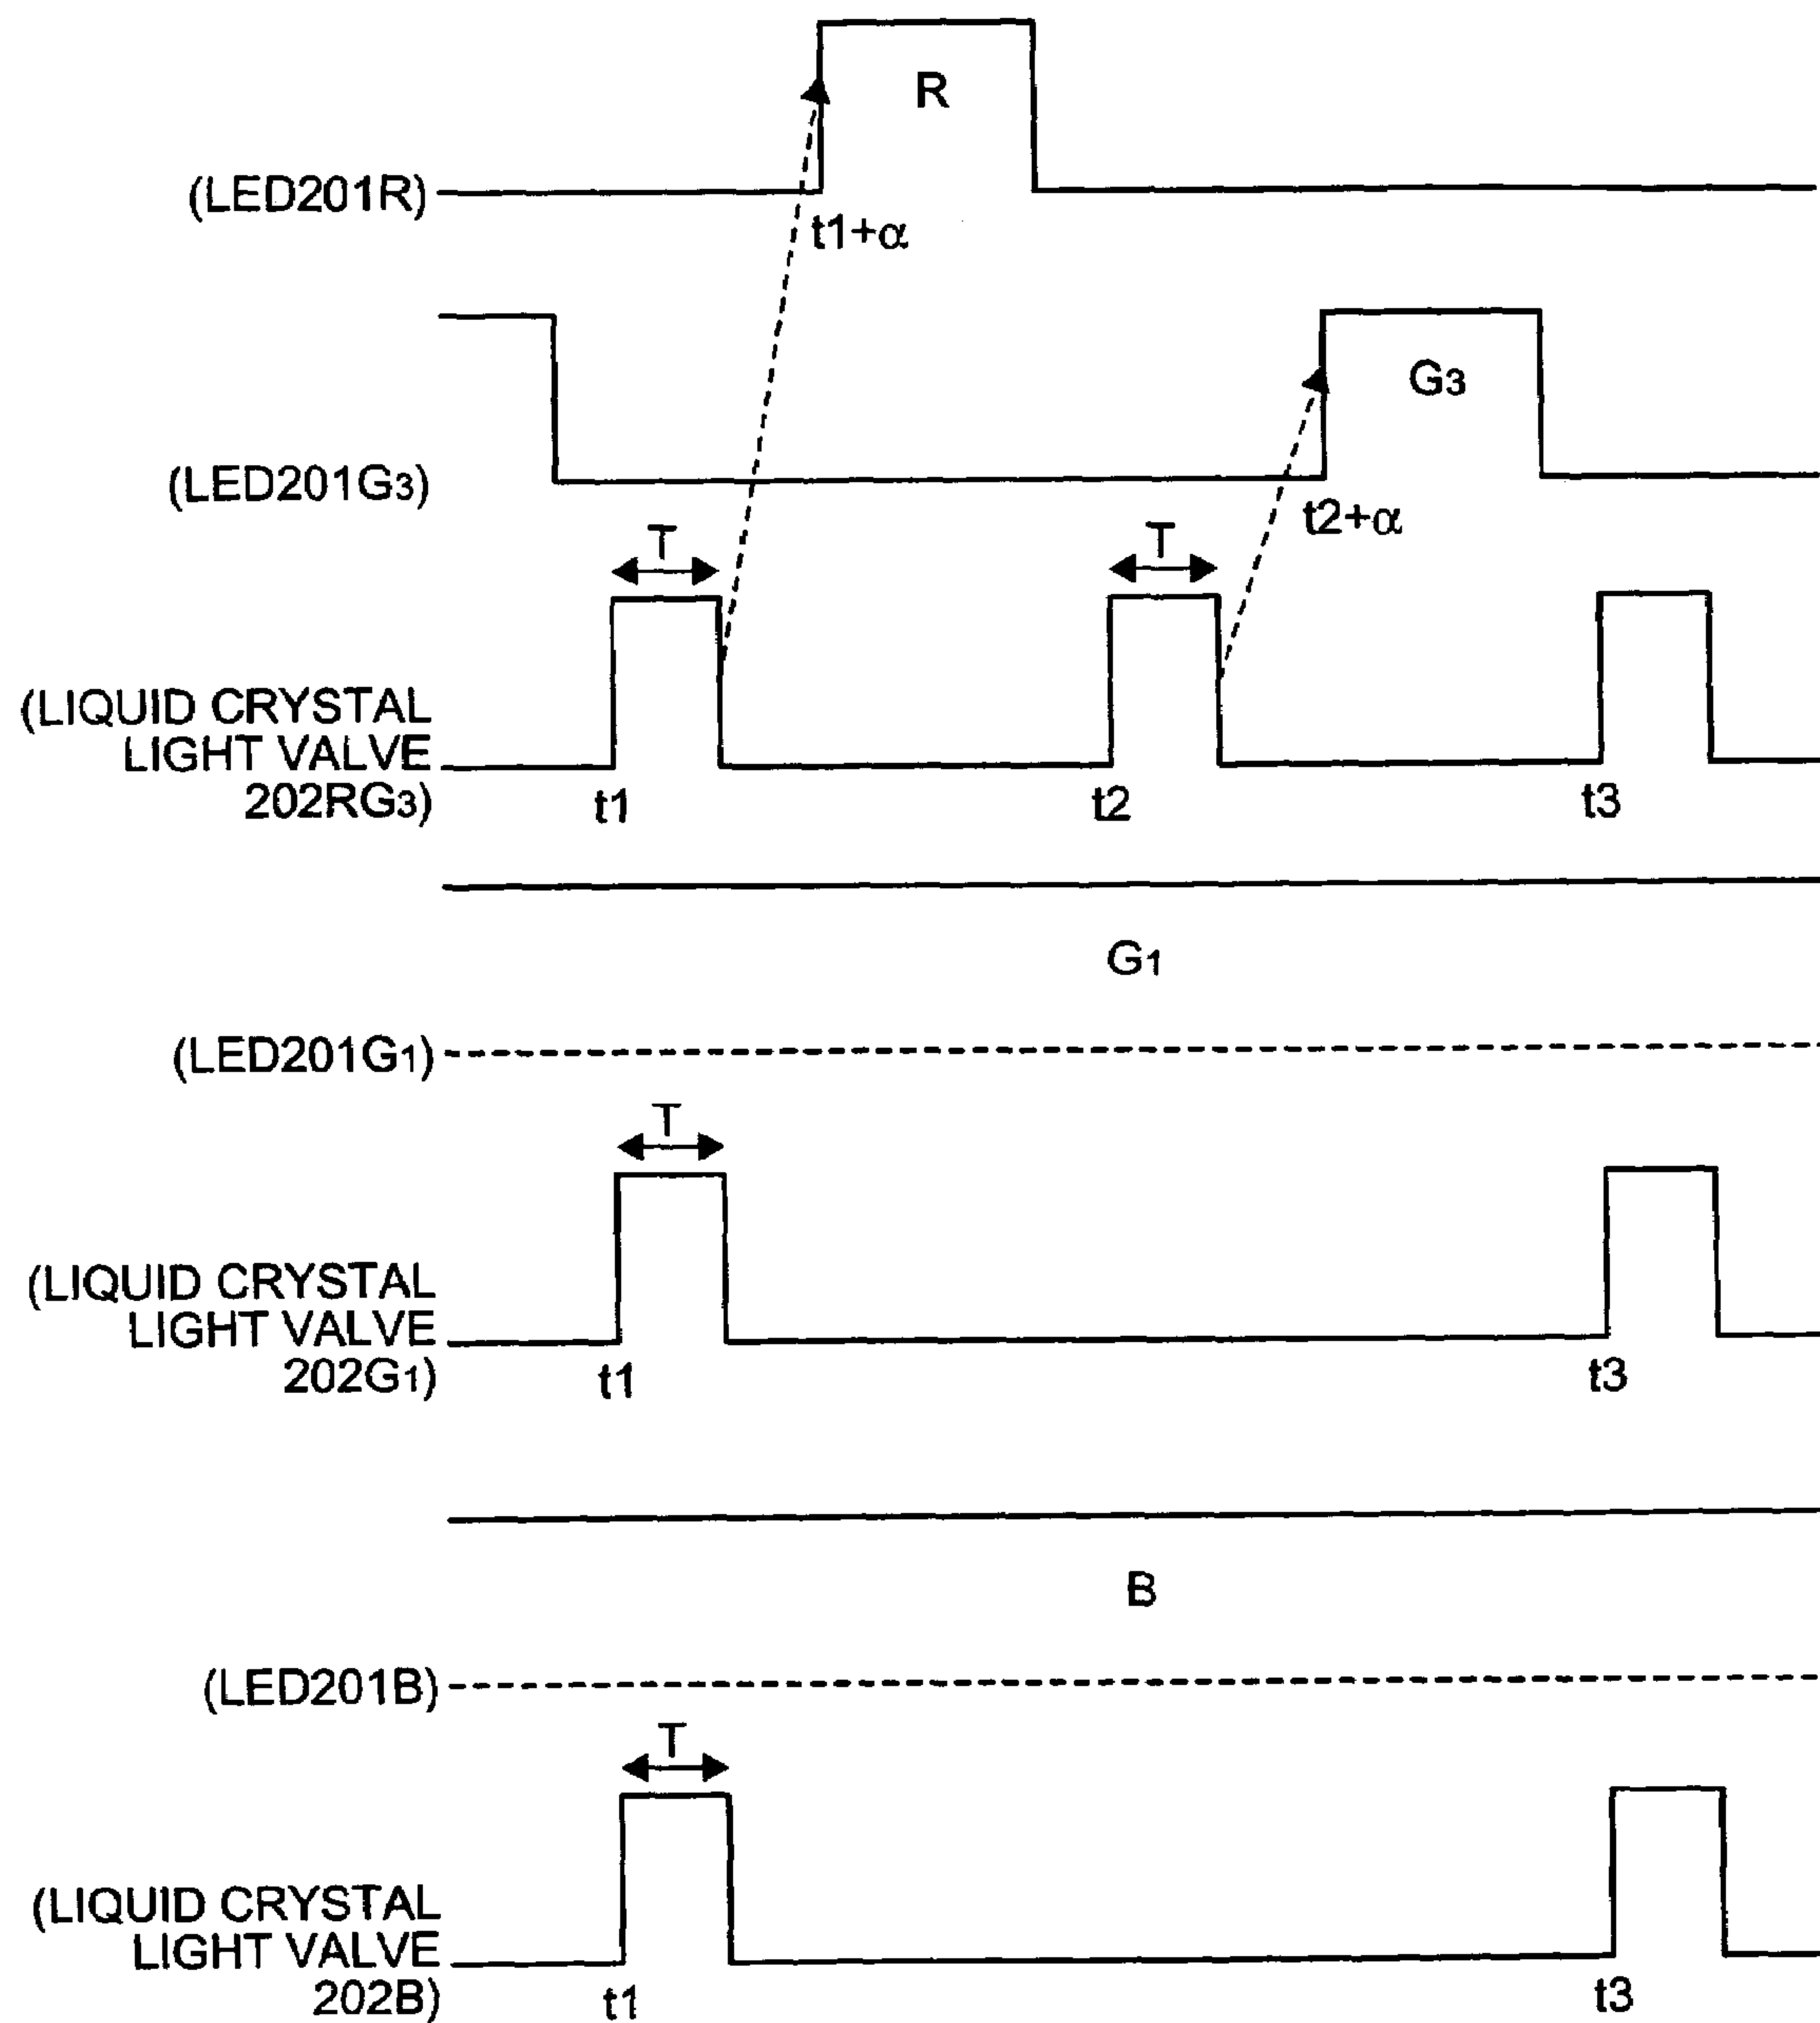 R
(LED201R)
t1+α
G3
(LED201G3)
t2+α
T
T
(LIQUID CRYSTAL
LIGHT VALVE
202RG3)
t1
t2
t3
G1
(LED201G1)
T
(LIQUID CRYSTAL
LIGHT VALVE
202G1)
t1
t3
B
(LED201B)
T
(LIQUID CRYSTAL
LIGHT VALVE
202B)
t1
t3